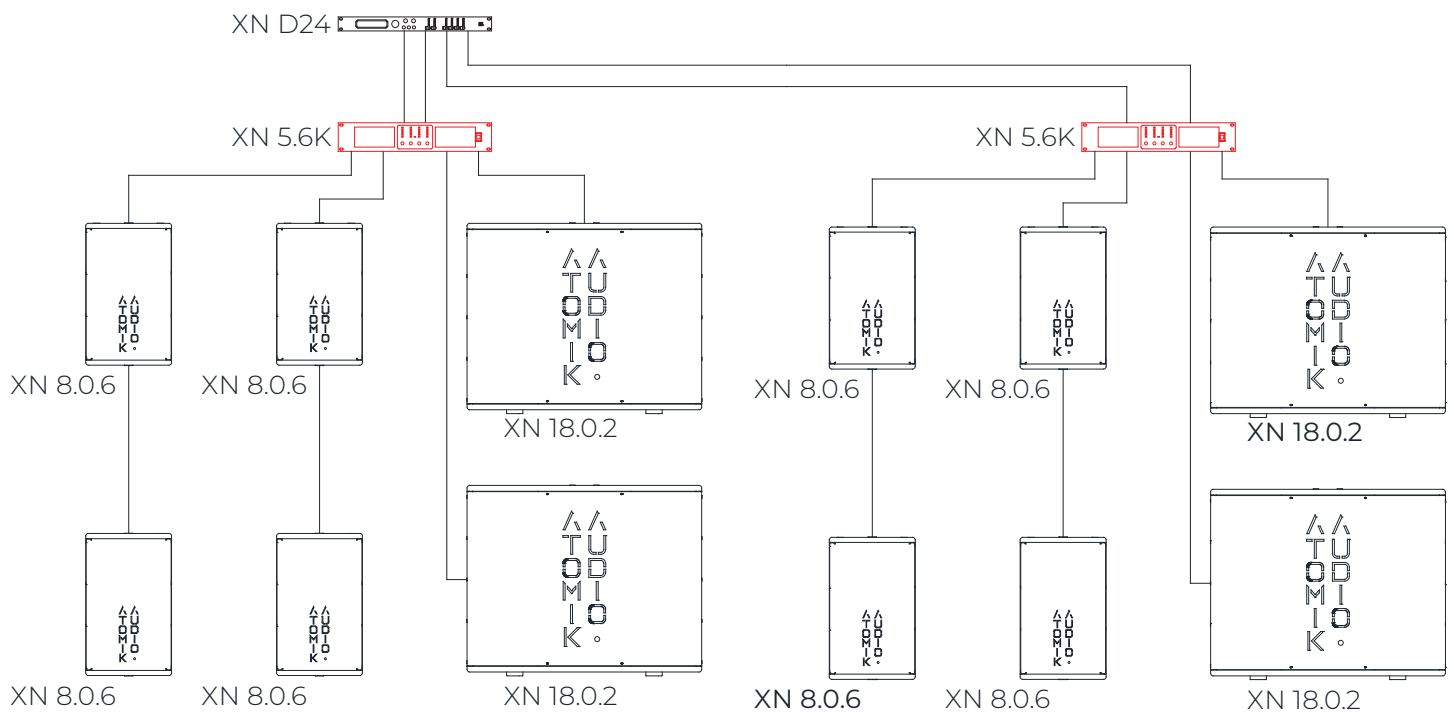 XN D24
XN 5.6K
XN 5.6K
ATOMIK
AUDIO
ATOMIK
AUDIO
ATOMIK
AUDIO
ATOMIK
AUDIO
ATOMIK
AUDIO
ATOMIK
AUDIO
XN 8.0.6
XN 8.0.6
XN 18.0.2
XN 8.0.6
XN 8.0.6
XN 18.0.2
ATOMIK
AUDIO
ATOMIK
AUDIO
ATOMIK
AUDIO
ATOMIK
AUDIO
ATOMIK
AUDIO
ATOMIK
AUDIO
XN 8.0.6
XN 8.0.6
XN 18.0.2
XN 8.0.6
XN 8.0.6
XN 18.0.2